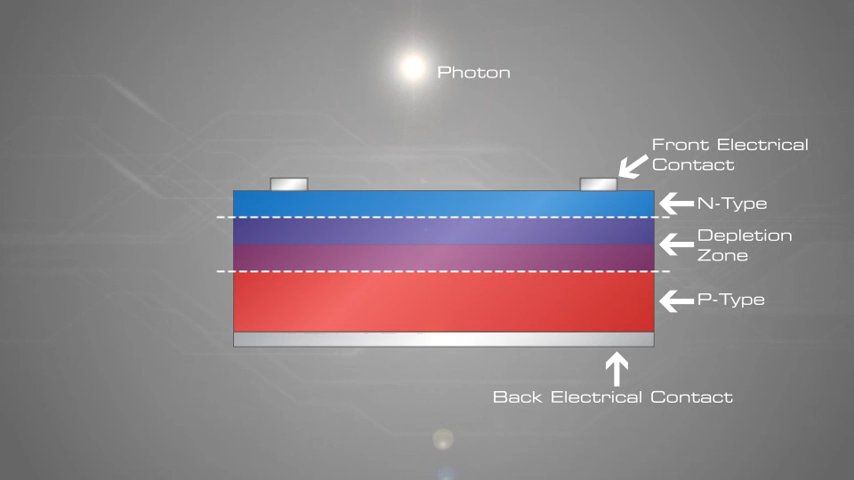 Photon
Front Electrical
Contact
N-Type
Depletion
Zone
P-Type
Back Electrical Contact